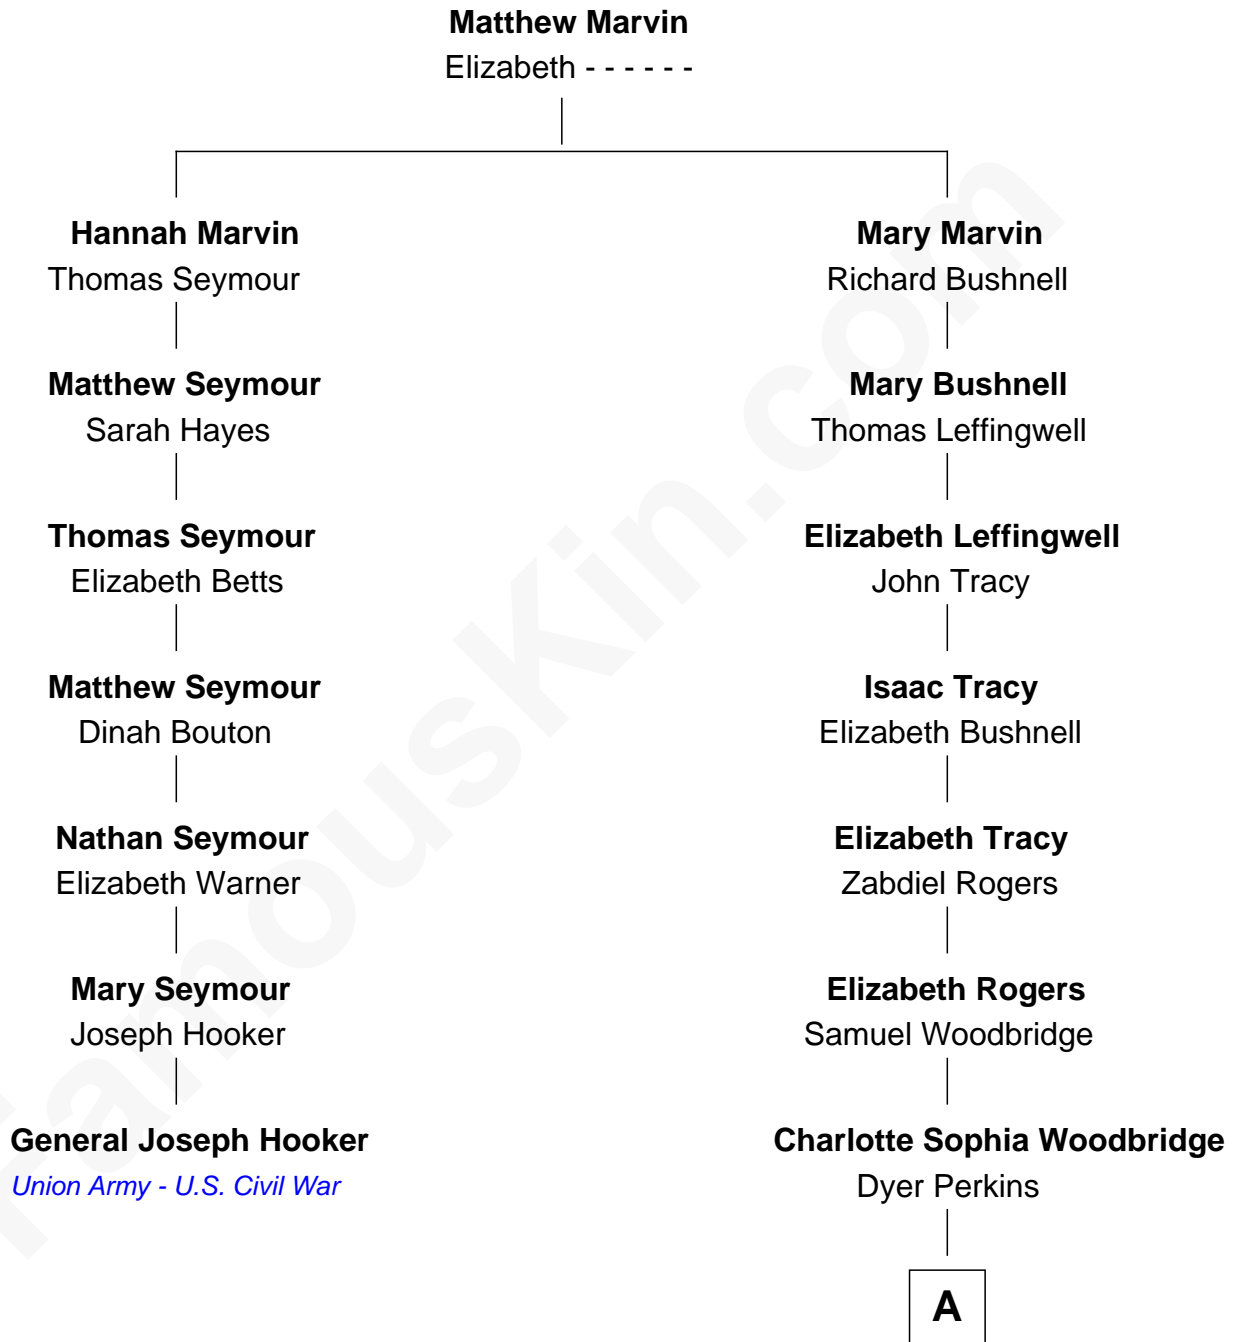 Matthew Marvin
Elizabeth - - - - - -
Hannah Marvin
Thomas Seymour
Mary Marvin
Richard Bushnell
Matthew Seymour
Sarah Hayes
Mary Bushnell
Thomas Leffingwell
Thomas Seymour
Elizabeth Betts
Elizabeth Leffingwell
John Tracy
Matthew Seymour
Dinah Bouton
Isaac Tracy
Elizabeth Bushnell
Nathan Seymour
Elizabeth Warner
Elizabeth Tracy
Zabdiel Rogers
Mary Seymour
Joseph Hooker
Elizabeth Rogers
Samuel Woodbridge
General Joseph Hooker
Union Army - U.S. Civil War
Charlotte Sophia Woodbridge
Dyer Perkins
A
FamousKin.com